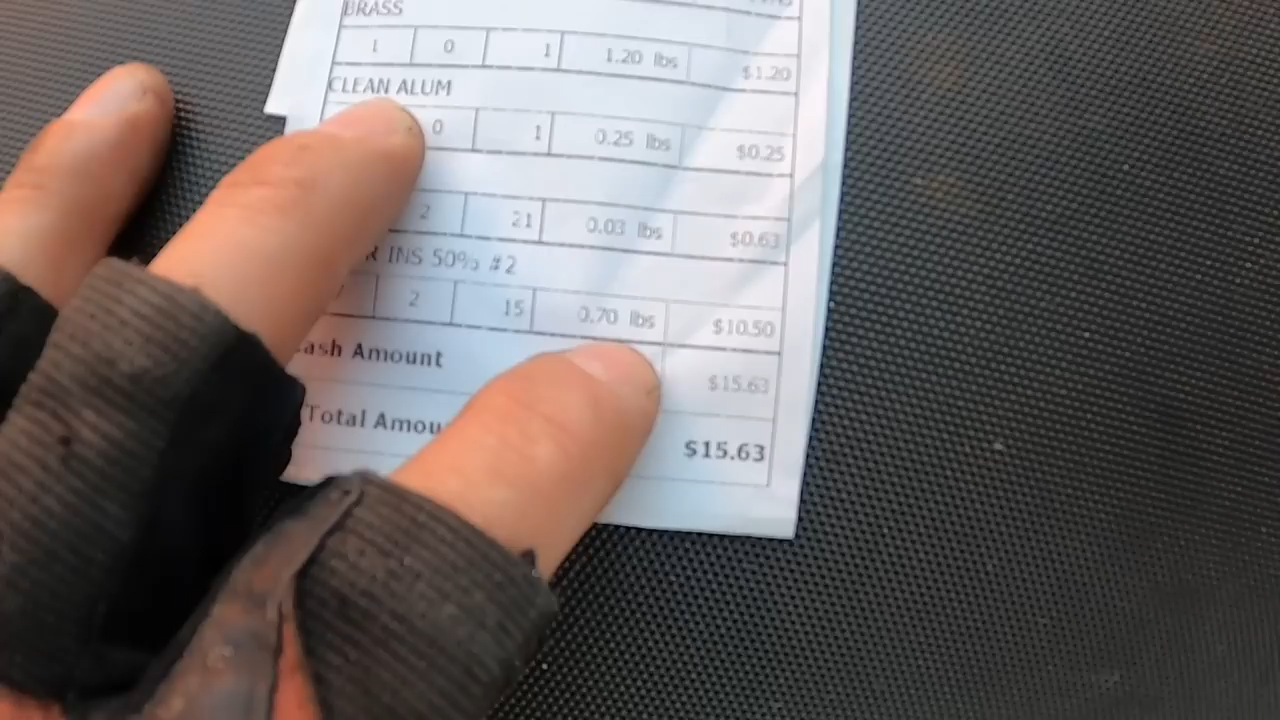 BRASS
1 0 1 1.20 lbs $1.20
CLEAN ALUM
0 1 0.25 lbs $0.25
2 21 0.03 lbs $0.63
R INS 50% #2
2 15 0.70 lbs $10.50
ash Amount $15.63
Total Amou $15.63